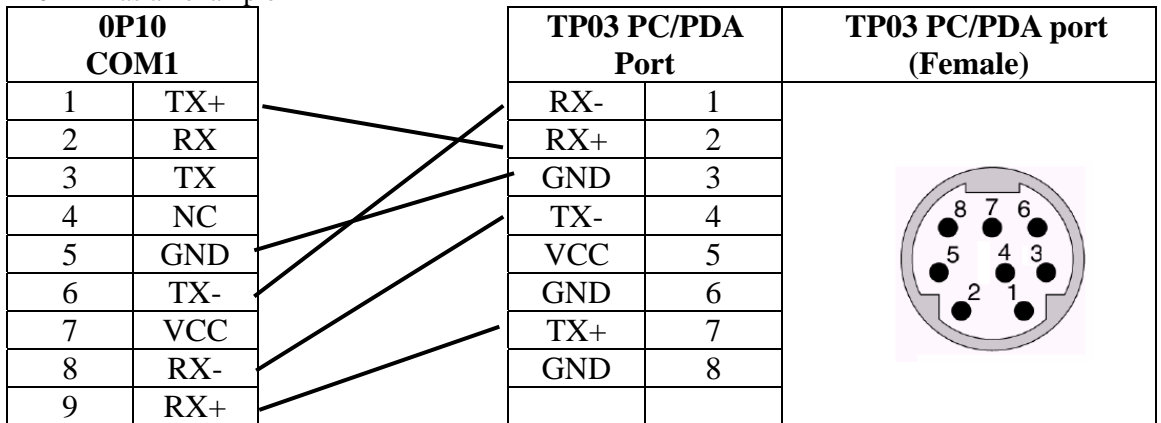 0P10 TP03 PC/PDA TP03 PC/PDA port
COM1 Port (Female)
1 TX+ RX- 1
2 RX RX+ 2
3 TX GND 3
4 NC TX- 4
5 GND VCC 5
6 TX- GND 6
7 VCC TX+ 7
8 RX- GND 8
9 RX+
8 7 6
5 4 3
2 1